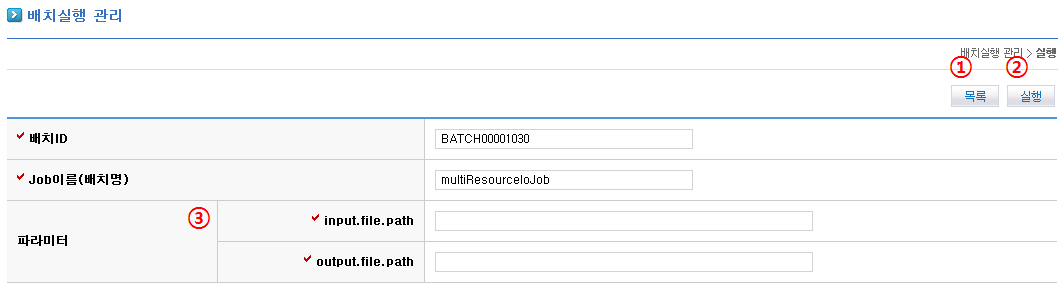 배치실행 관리
배치실행 관리 > 실행
① ②
목록 실행
배치ID BATCH00001030
Job이름(배치명) multiResourceIoJob
파라미터 ③ input.file.path
output.file.path